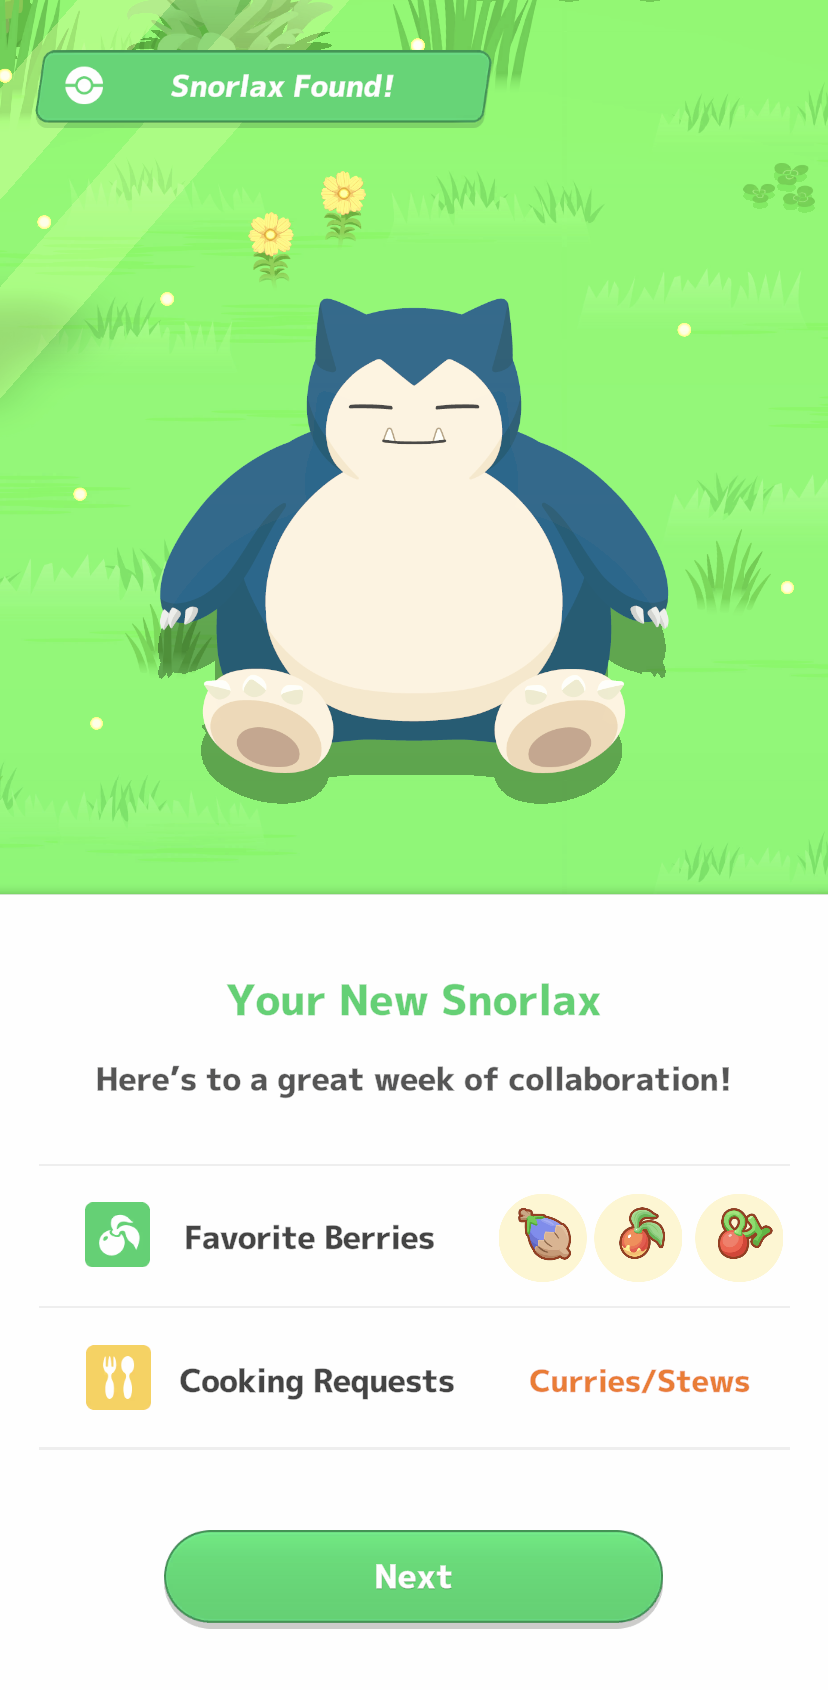 Snorlax Found!
Your New Snorlax
Here’s to a great week of collaboration!
Favorite Berries
Cooking Requests
Curries/Stews
Next